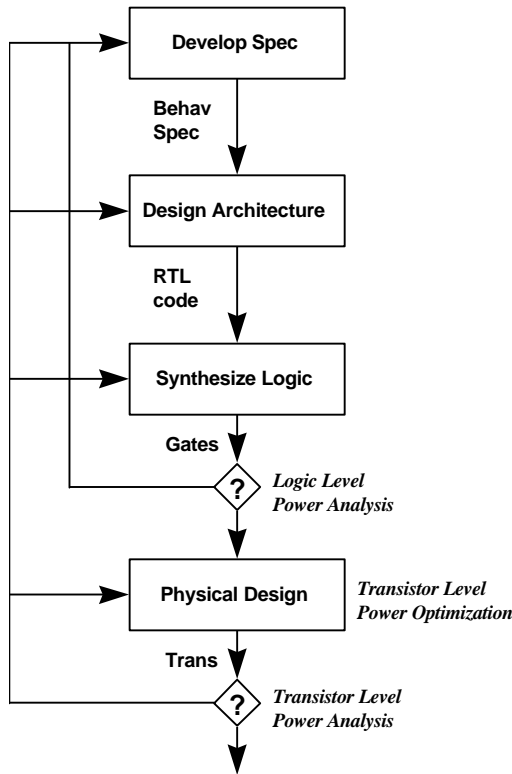 Develop Spec
Behav
Spec
Design Architecture
RTL
code
Synthesize Logic
Gates
?
Logic Level
Power Analysis
Physical Design
Transistor Level
Power Optimization
Trans
?
Transistor Level
Power Analysis